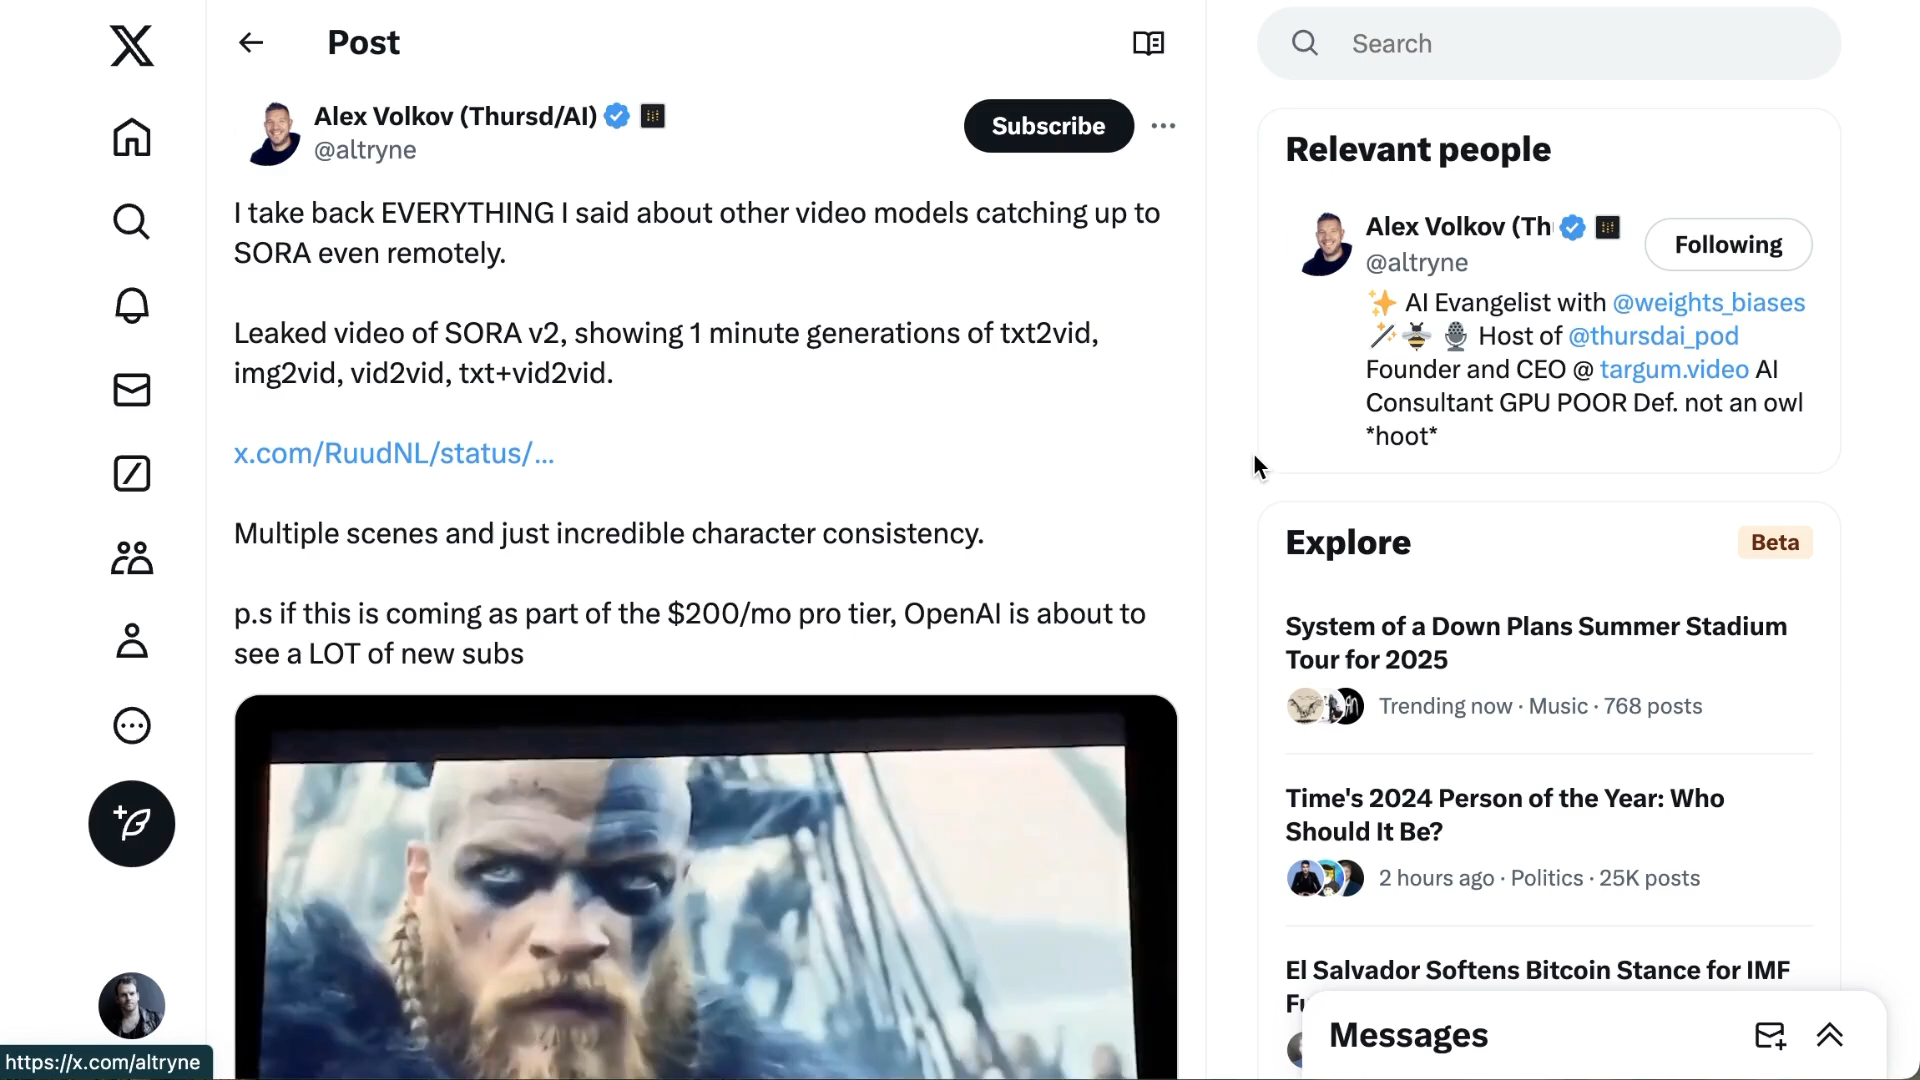 Post
Search
Alex Volkov (Thursd/AI)
@altryne
Subscribe
I take back EVERYTHING I said about other video models catching up to
SORA even remotely.
Leaked video of SORA v2, showing 1 minute generations of txt2vid,
img2vid, vid2vid, txt+vid2vid.
x.com/RuudNL/status/...
Multiple scenes and just incredible character consistency.
p.s if this is coming as part of the $200/mo pro tier, OpenAI is about to
see a LOT of new subs
Relevant people
Alex Volkov (Th
@altryne
Following
✨ AI Evangelist with @weights_biases
🪄🐝 🎙️ Host of @thursdai_pod
Founder and CEO @ targum.video AI
Consultant GPU POOR Def. not an owl
*hoot*
Explore
Beta
System of a Down Plans Summer Stadium
Tour for 2025
Trending now · Music · 768 posts
Time's 2024 Person of the Year: Who
Should It Be?
2 hours ago · Politics · 25K posts
El Salvador Softens Bitcoin Stance for IMF
Messages
https://x.com/altryne